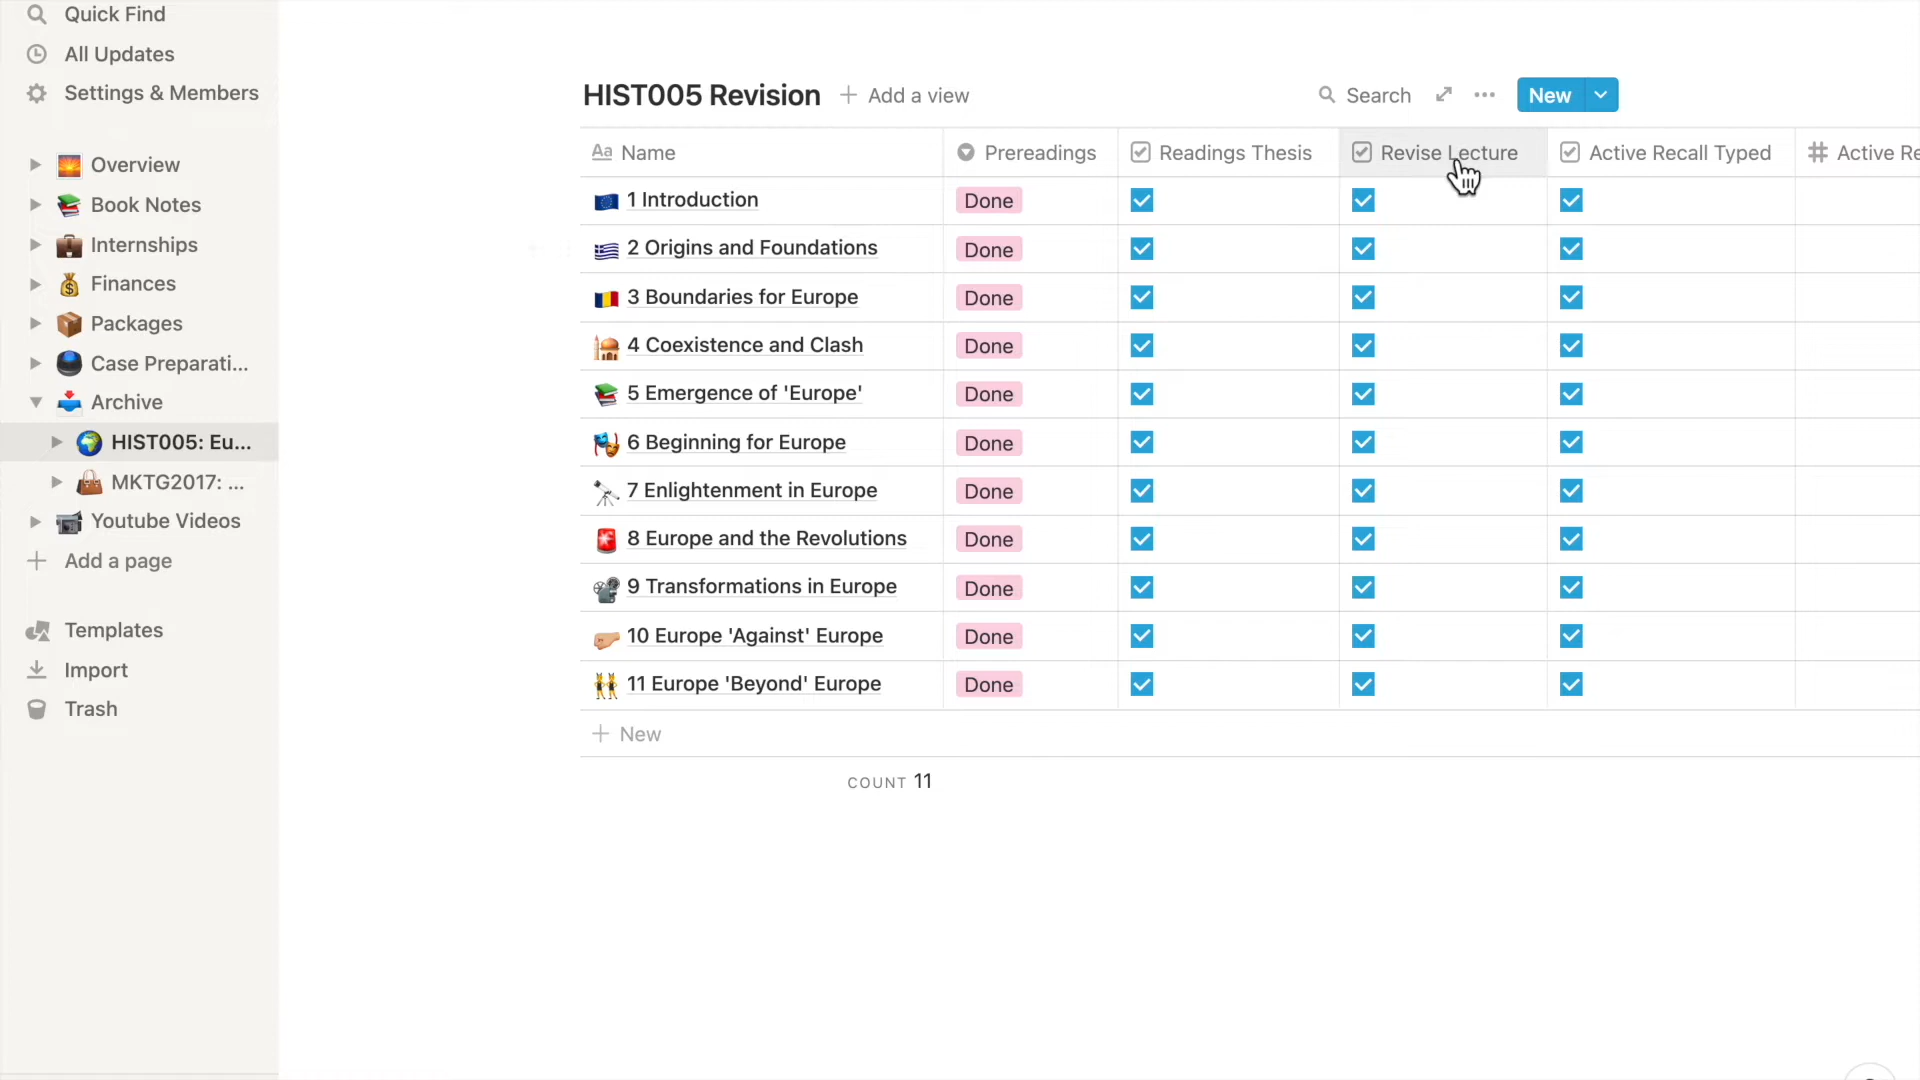 Quick Find
All Updates
Settings & Members
Overview
Book Notes
Internships
Finances
Packages
Case Preparati...
Archive
HIST005: Eu...
MKTG2017: ...
Youtube Videos
Add a page
Templates
Import
Trash
HIST005 Revision + Add a view Search ... New
Aa Name Prereadings Readings Thesis Revise Lecture Active Recall Typed # Active Re
1 Introduction Done
2 Origins and Foundations Done
3 Boundaries for Europe Done
4 Coexistence and Clash Done
5 Emergence of 'Europe' Done
6 Beginning for Europe Done
7 Enlightenment in Europe Done
8 Europe and the Revolutions Done
9 Transformations in Europe Done
10 Europe 'Against' Europe Done
11 Europe 'Beyond' Europe Done
+ New
COUNT 11